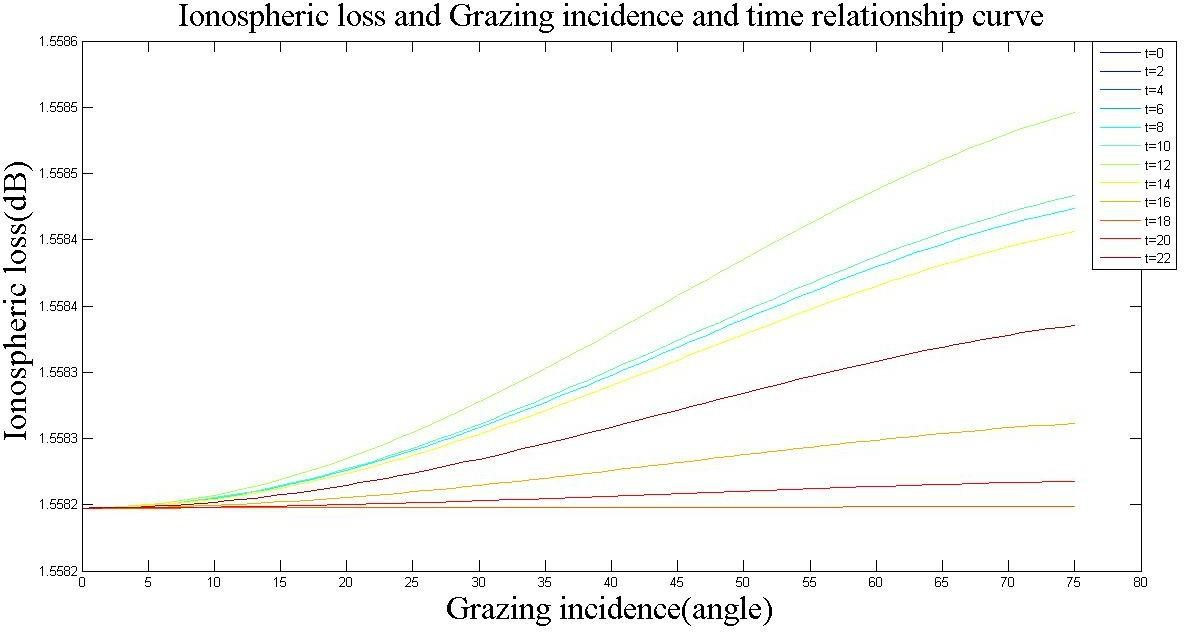 Ionospheric loss and Grazing incidence and time relationship curve
Ionospheric loss(dB)
1.5586
1.5585
1.5585
1.5584
1.5584
1.5583
1.5583
1.5582
1.5582
0 5 10 15 20 25 30 35 40 45 50 55 60 65 70 75 80
Grazing incidence(angle)
t=0
t=2
t=4
t=6
t=8
t=10
t=12
t=14
t=16
t=18
t=20
t=22